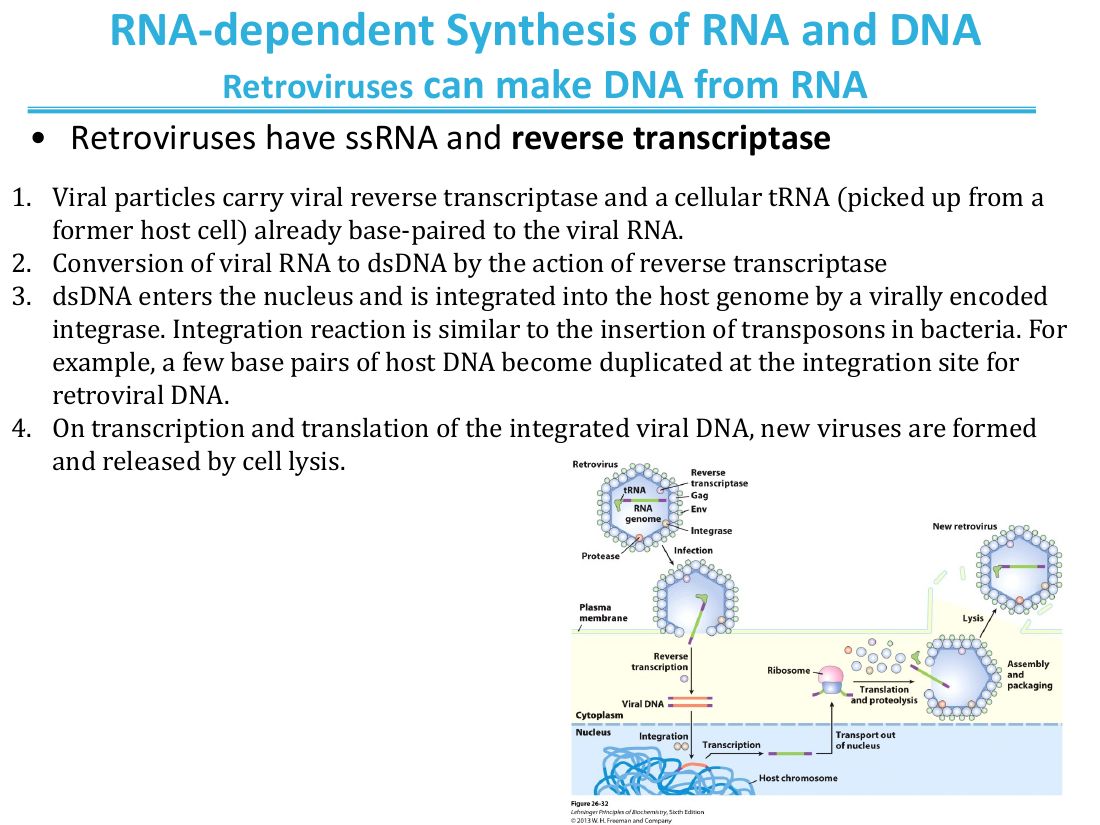 RNA-dependent Synthesis of RNA and DNA
Retroviruses can make DNA from RNA
• Retroviruses have ssRNA and reverse transcriptase
1. Viral particles carry viral reverse transcriptase and a cellular tRNA (picked up from a
former host cell) already base-paired to the viral RNA.
2. Conversion of viral RNA to dsDNA by the action of reverse transcriptase
3. dsDNA enters the nucleus and is integrated into the host genome by a virally encoded
integrase. Integration reaction is similar to the insertion of transposons in bacteria. For
example, a few base pairs of host DNA become duplicated at the integration site for
retroviral DNA.
4. On transcription and translation of the integrated viral DNA, new viruses are formed
and released by cell lysis.
Retrovirus
Reverse
transcriptase
tRNA
Gag
RNA
genome
Env
Integrase
Protease
Infection
New retrovirus
Plasma
membrane
Lysis
Reverse
transcription
Ribosome
Translation
and proteolysis
Assembly
and
packaging
Viral DNA
Cytoplasm
Nucleus
Integration
Transcription
Transport out
of nucleus
Host chromosome
Figure 26-32
Lehninger Principles of Biochemistry, Sixth Edition
© 2013 W. H. Freeman and Company